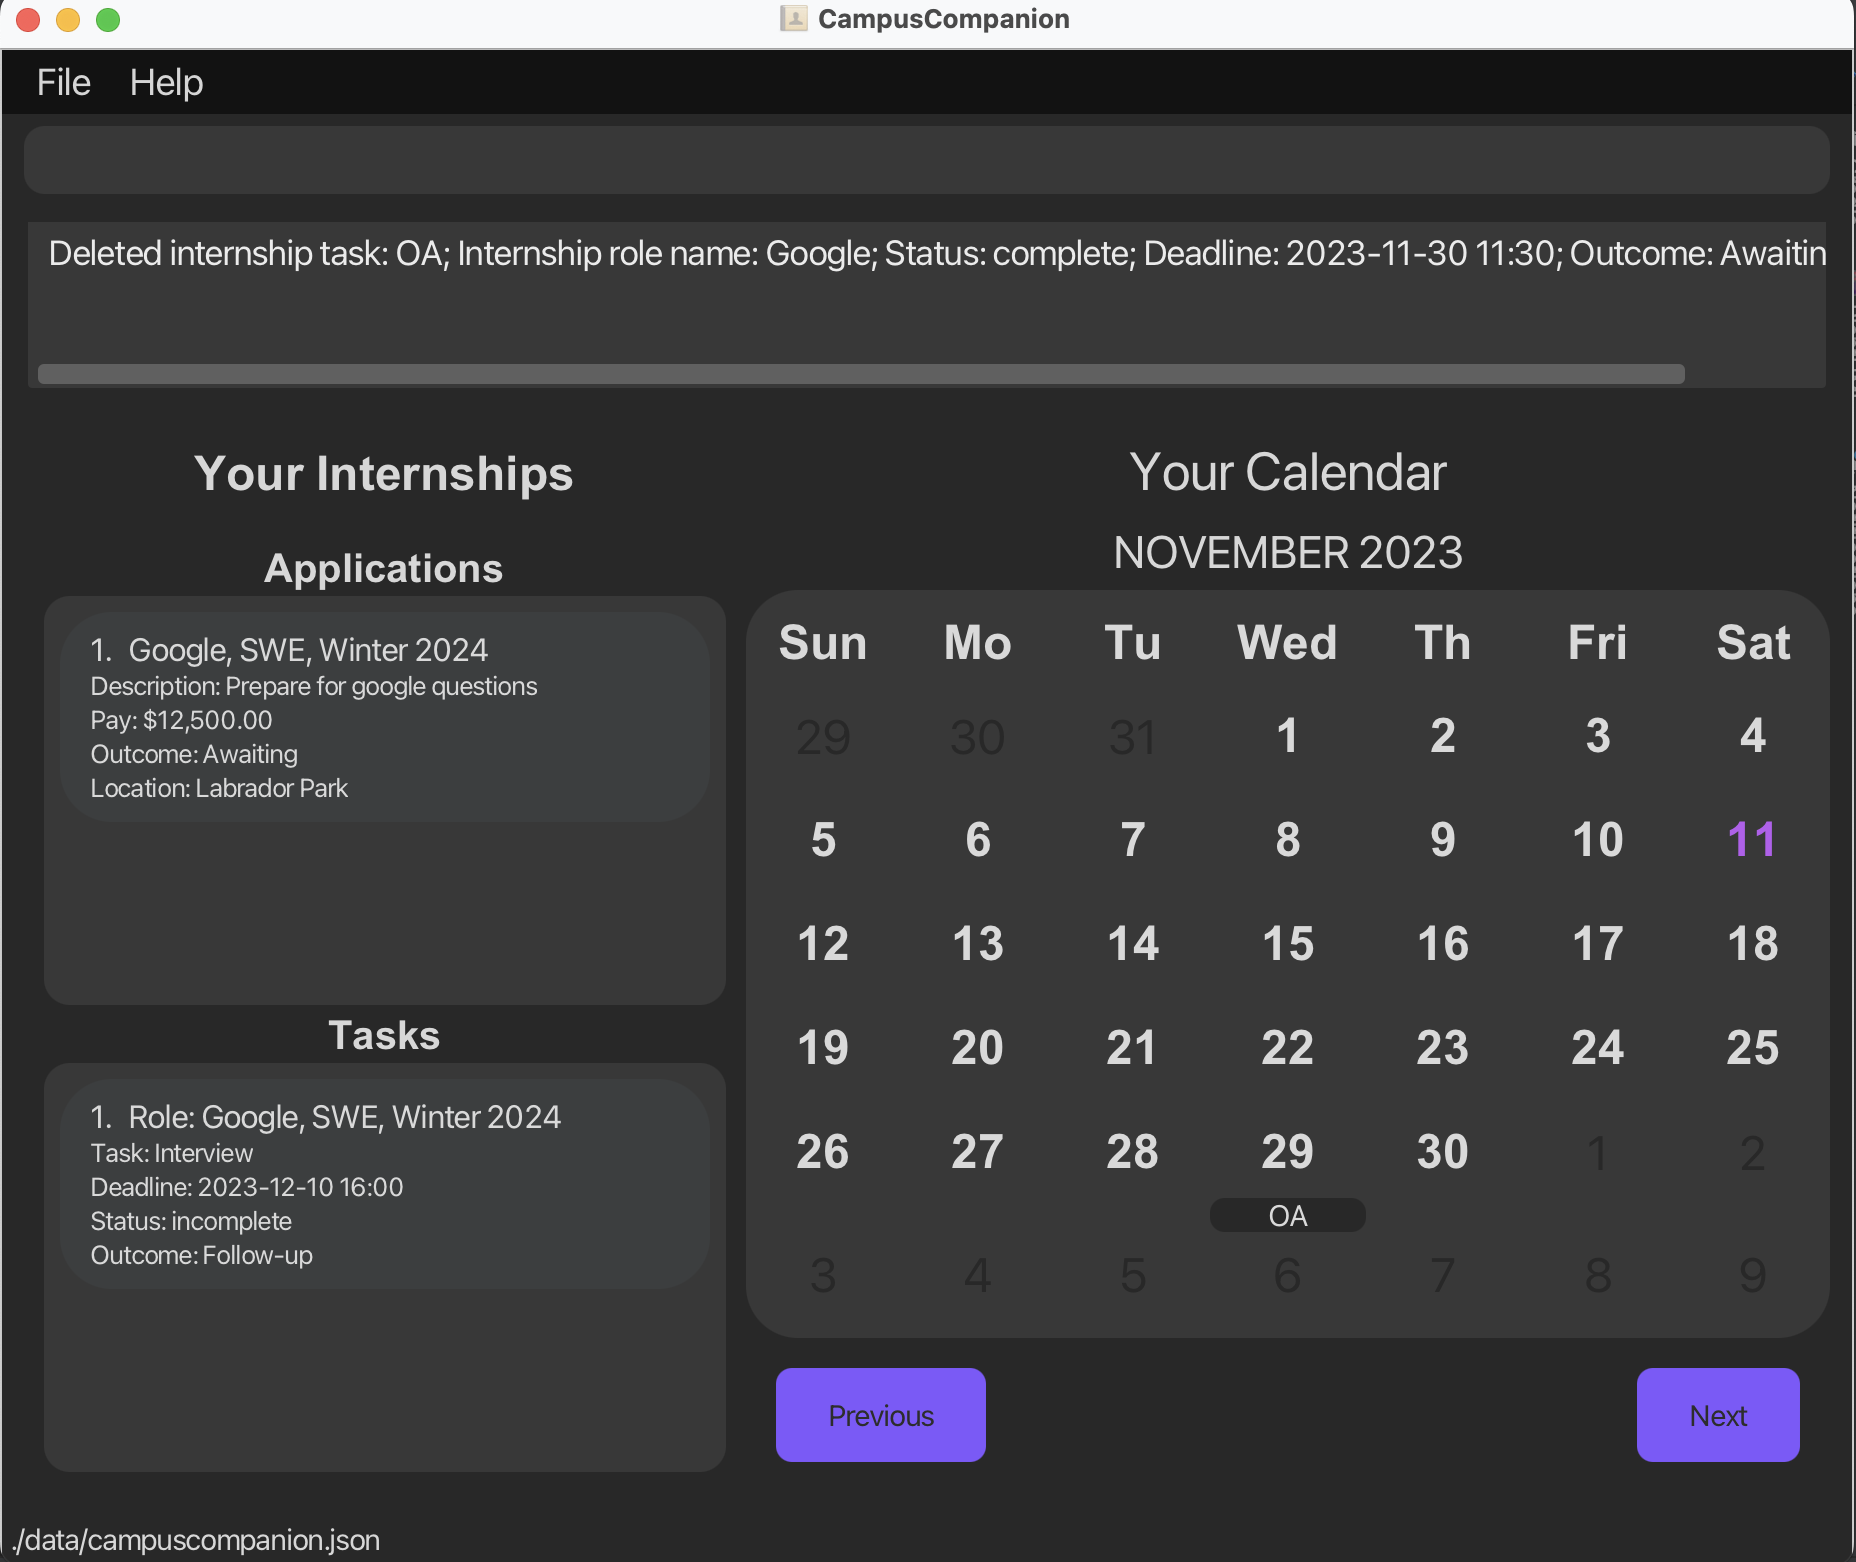 CampusCompanion
File Help
Deleted internship task: OA; Internship role name: Google; Status: complete; Deadline: 2023-11-30 11:30; Outcome: Awaitin
Your Internships
Applications
1. Google, SWE, Winter 2024
Description: Prepare for google questions
Pay: $12,500.00
Outcome: Awaiting
Location: Labrador Park
Tasks
1. Role: Google, SWE, Winter 2024
Task: Interview
Deadline: 2023-12-10 16:00
Status: incomplete
Outcome: Follow-up
Your Calendar
NOVEMBER 2023
Sun Mo Tu Wed Th Fri Sat
29 30 31 1 2 3 4
5 6 7 8 9 10 11
12 13 14 15 16 17 18
19 20 21 22 23 24 25
26 27 28 29 30 1 2
OA
3 4 5 6 7 8 9
Previous Next
./data/campuscompanion.json